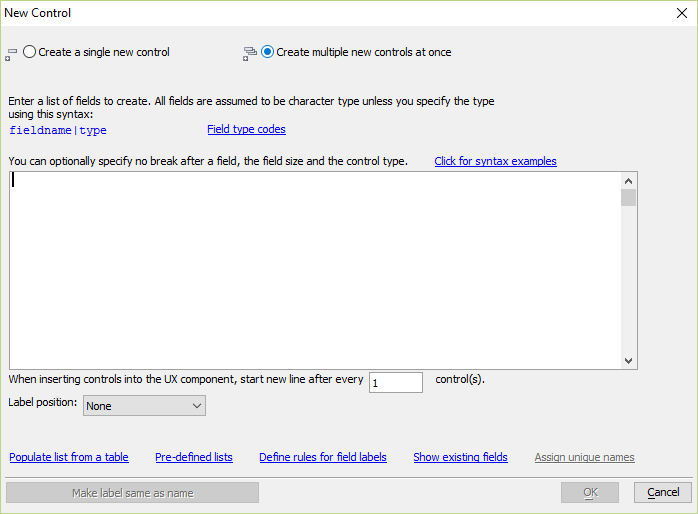 New Control
Create a single new control
Create multiple new controls at once
Enter a list of fields to create. All fields are assumed to be character type unless you specify the type
using this syntax:
fieldname|type
Field type codes
You can optionally specify no break after a field, the field size and the control type.
Click for syntax examples
When inserting controls into the UX component, start new line after every 1 control(s).
Label position: None
Populate list from a table
Pre-defined lists
Define rules for field labels
Show existing fields
Assign unique names
Make label same as name
OK
Cancel